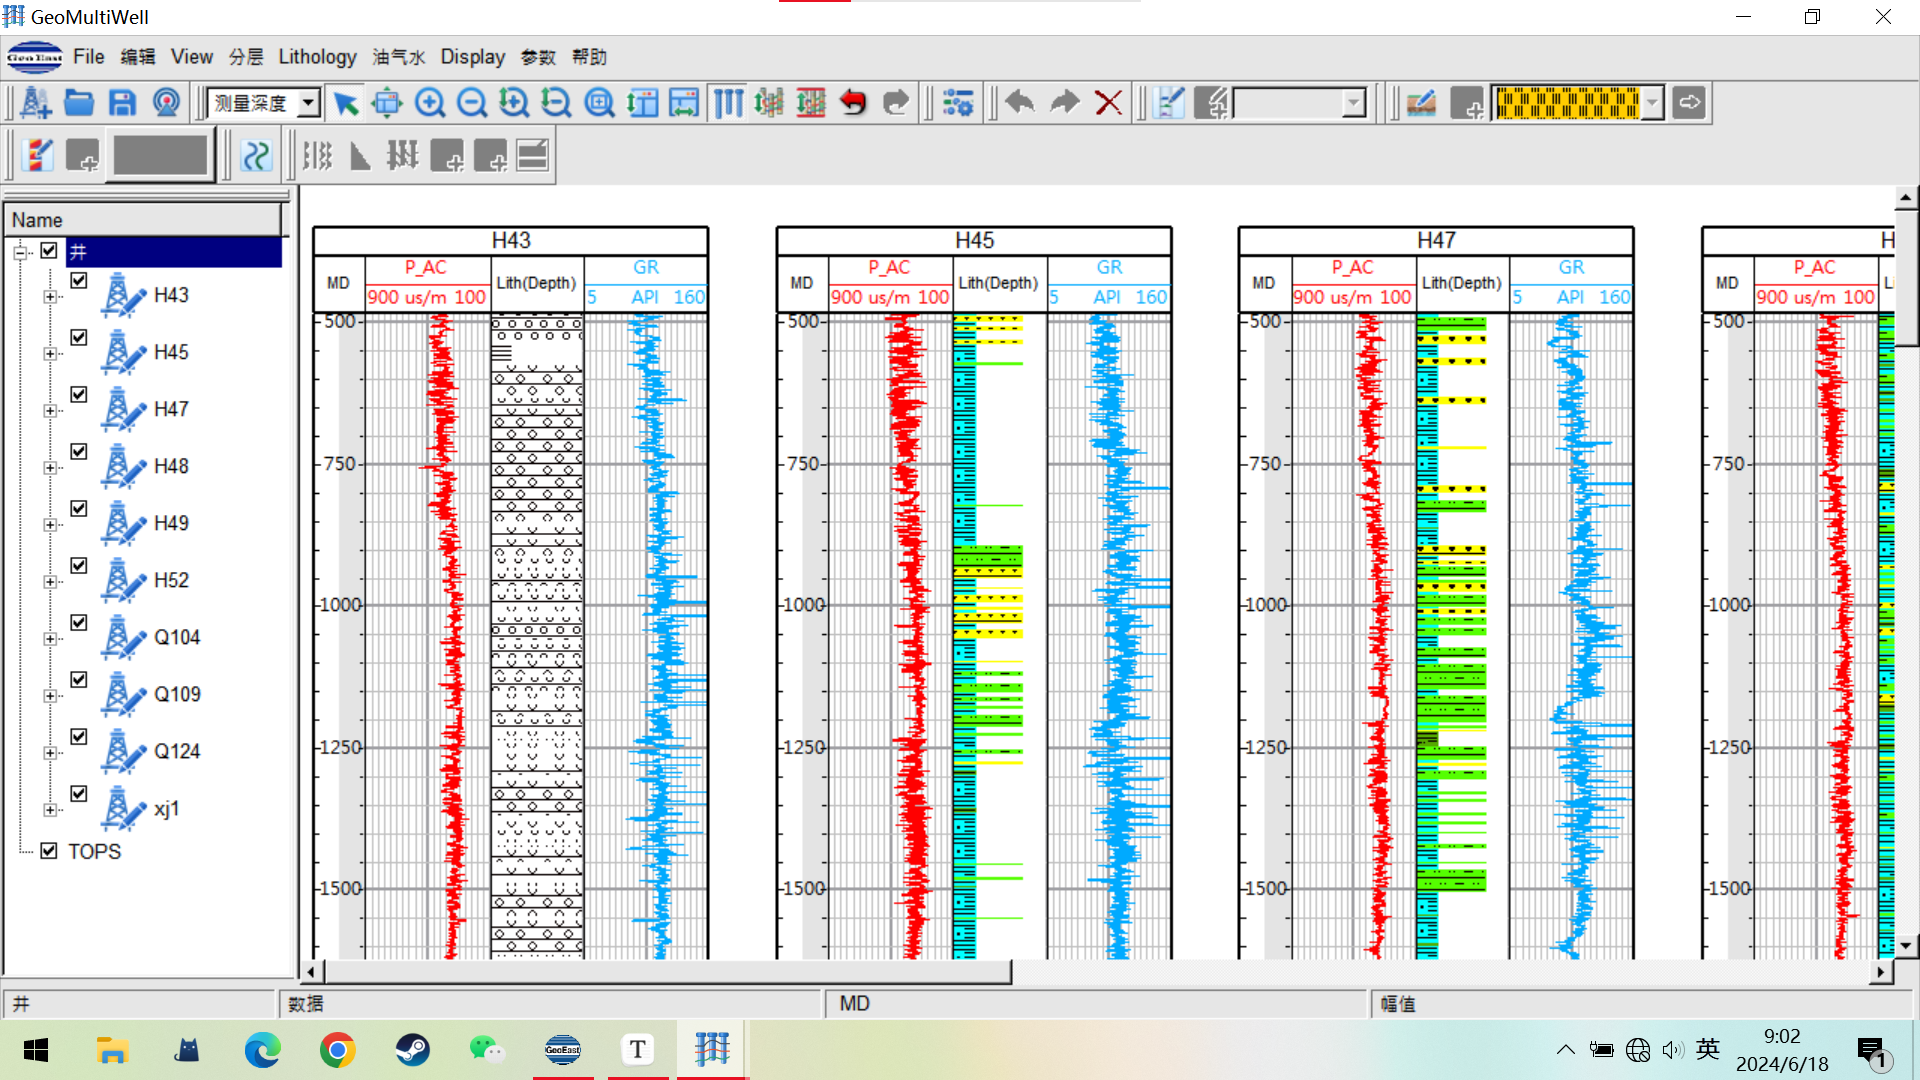 GeoMultiWell
GeoEast File 编辑 View 分层 Lithology 油气水 Display 参数 帮助
测量深度
Name
井
H43
H45
H47
H48
H49
H52
Q104
Q109
Q124
xj1
TOPS
H43
MD P_AC Lith(Depth) GR
900 us/m 100 5 API 160
500
750
1000
1250
1500
H45
MD P_AC Lith(Depth) GR
900 us/m 100 5 API 160
500
750
1000
1250
1500
H47
MD P_AC Lith(Depth) GR
900 us/m 100 5 API 160
500
750
1000
1250
1500
H
MD P_AC Li
900 us/m 100
500
750
1000
1250
1500
井 数据 MD 幅值
GeoEast T 英 9:02
2024/6/18 1